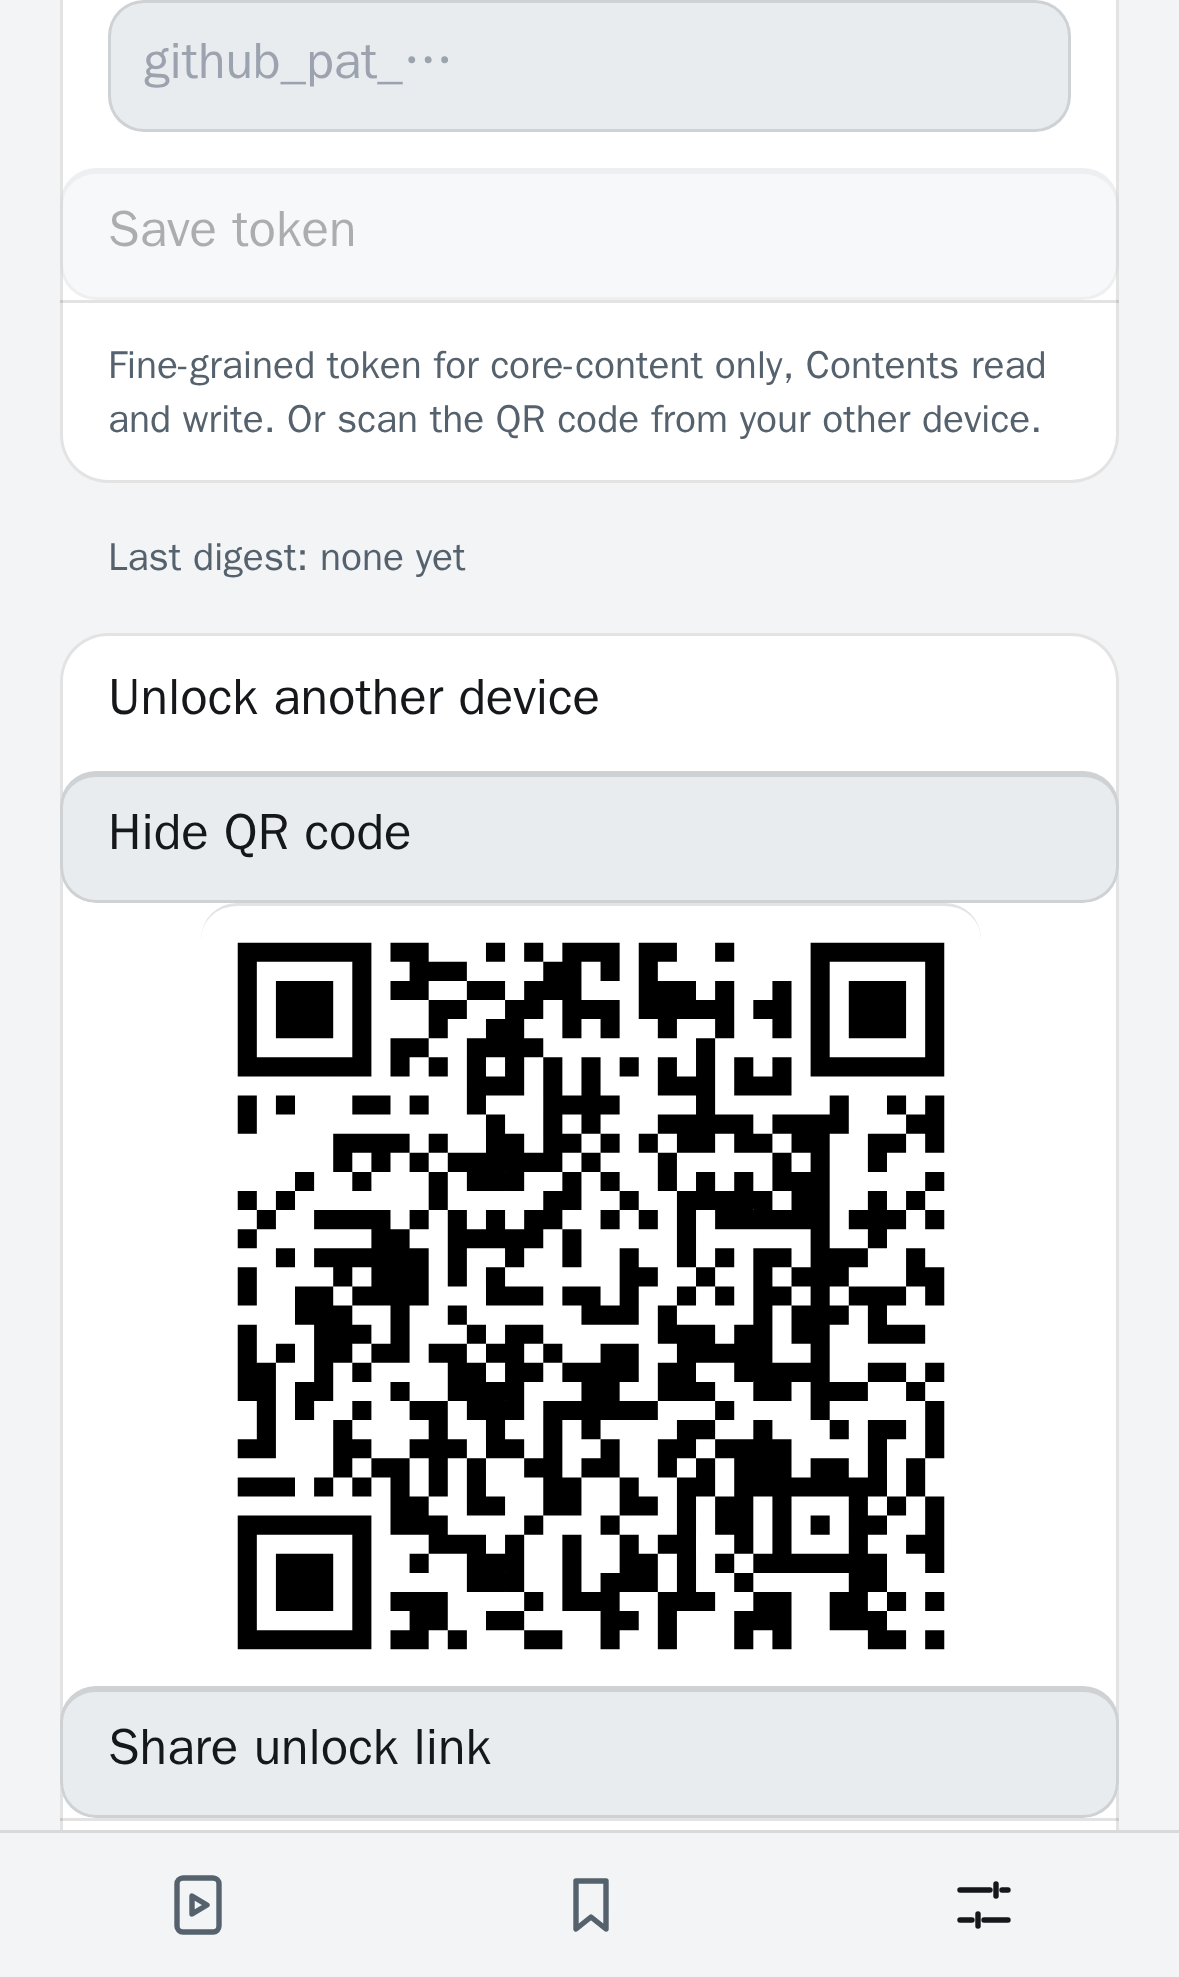 github_pat_···
Save token
Fine-grained token for core-content only, Contents read
and write. Or scan the QR code from your other device.
Last digest: none yet
Unlock another device
Hide QR code
Share unlock link